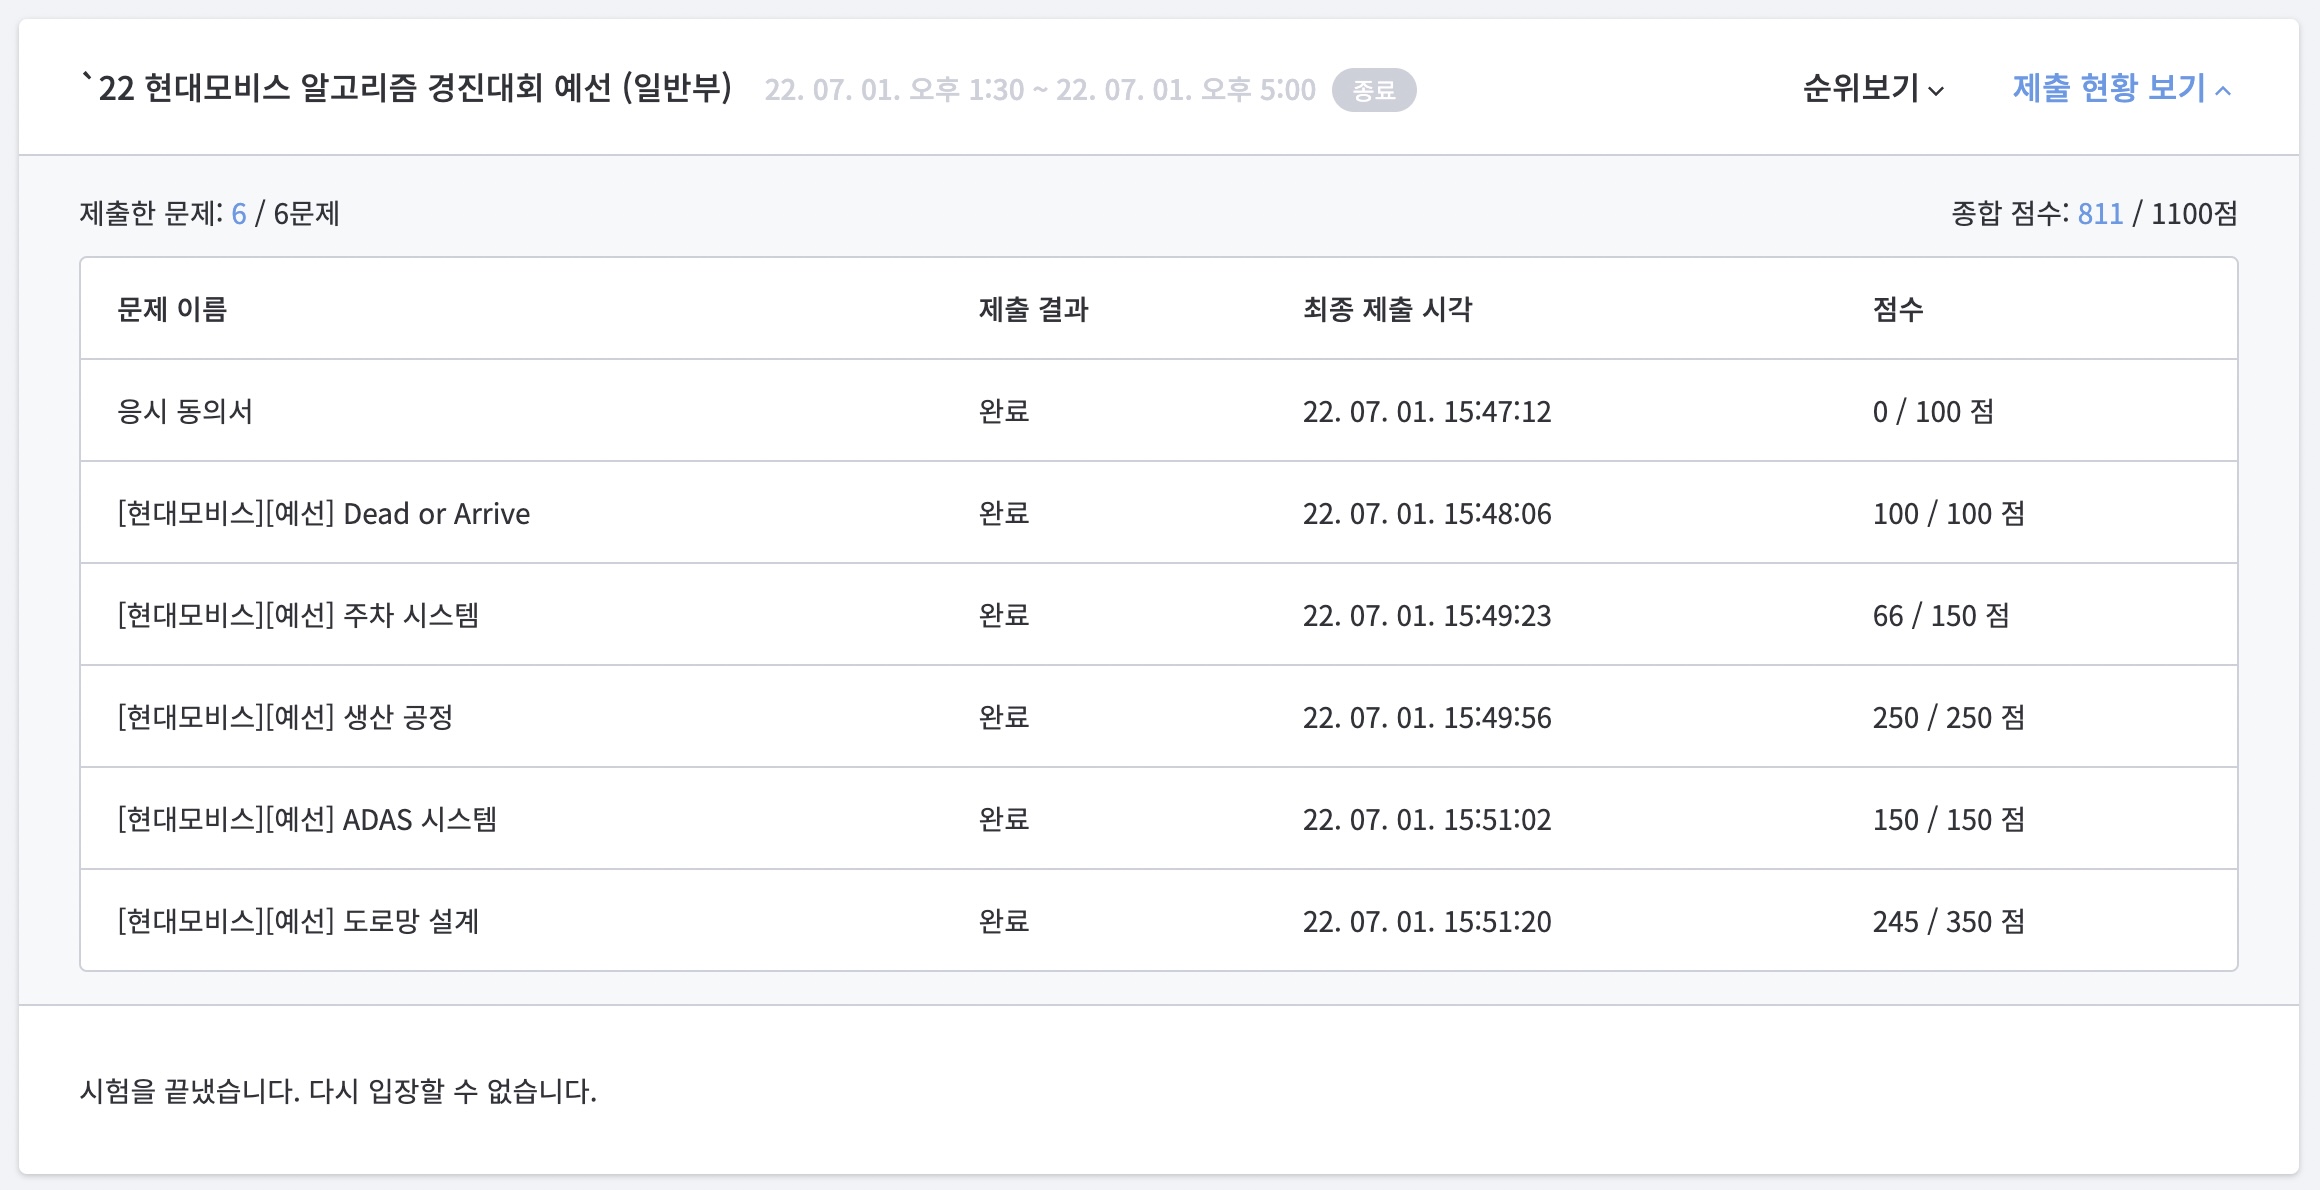 `22 현대모비스 알고리즘 경진대회 예선 (일반부) 22. 07. 01. 오후 1:30 ~ 22. 07. 01. 오후 5:00 종료 순위보기 제출 현황 보기
제출한 문제: 6 / 6문제 종합 점수: 811 / 1100점
문제 이름 제출 결과 최종 제출 시각 점수
응시 동의서 완료 22. 07. 01. 15:47:12 0 / 100 점
[현대모비스][예선] Dead or Arrive 완료 22. 07. 01. 15:48:06 100 / 100 점
[현대모비스][예선] 주차 시스템 완료 22. 07. 01. 15:49:23 66 / 150 점
[현대모비스][예선] 생산 공정 완료 22. 07. 01. 15:49:56 250 / 250 점
[현대모비스][예선] ADAS 시스템 완료 22. 07. 01. 15:51:02 150 / 150 점
[현대모비스][예선] 도로망 설계 완료 22. 07. 01. 15:51:20 245 / 350 점
시험을 끝냈습니다. 다시 입장할 수 없습니다.